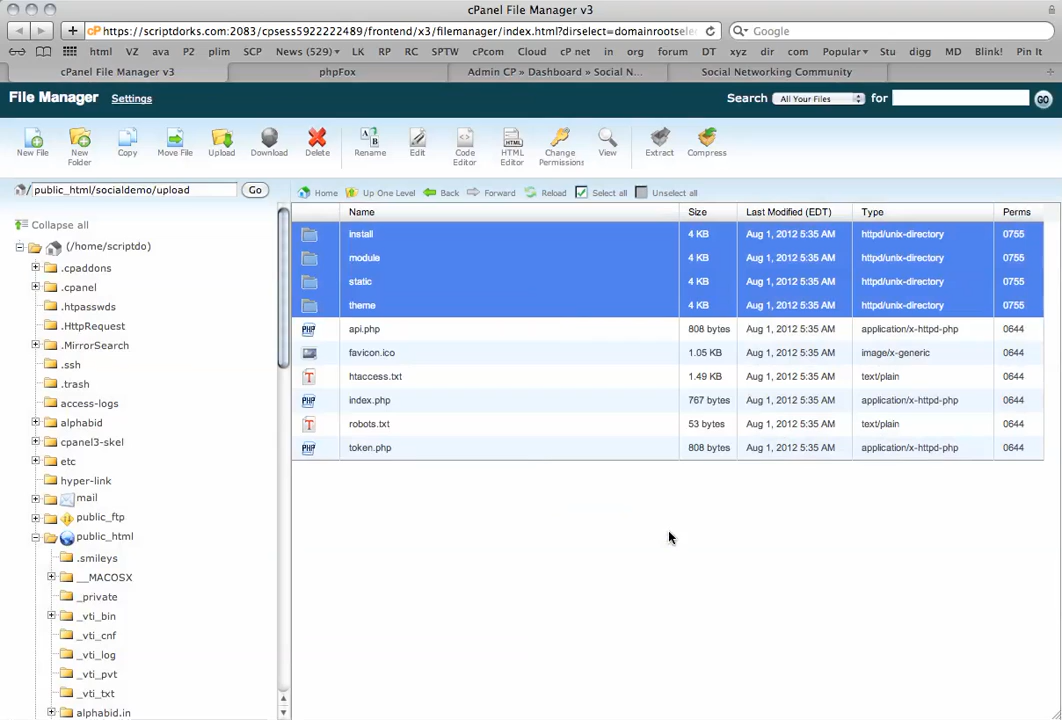 cPanel File Manager v3
https://scriptdorks.com:2083/cpsess5922222489/frontend/x3/filemanager/index.html?dirselect=domainrootsele
Google
html VZ ava P2 plim SCP News (529) LK RP RC SPTW cPcom Cloud cP net in org forum DT xyz dir com Popular Stu digg MD Blink! Pin It
cPanel File Manager v3 phpFox Admin CP » Dashboard » Social N... Social Networking Community
File Manager Settings Search All Your Files for GO
New File New Folder Copy Move File Upload Download Delete Rename Edit Code Editor HTML Editor Change Permissions View Extract Compress
/ public_html/socialdemo/upload Go Home Up One Level Back Forward Reload Select all Unselect all
Name Size Last Modified (EDT) Type Perms
install 4 KB Aug 1, 2012 5:35 AM httpd/unix-directory 0755
module 4 KB Aug 1, 2012 5:35 AM httpd/unix-directory 0755
static 4 KB Aug 1, 2012 5:35 AM httpd/unix-directory 0755
theme 4 KB Aug 1, 2012 5:35 AM httpd/unix-directory 0755
PHP api.php 808 bytes Aug 1, 2012 5:35 AM application/x-httpd-php 0644
favicon.ico 1.05 KB Aug 1, 2012 5:35 AM image/x-generic 0644
T htaccess.txt 1.49 KB Aug 1, 2012 5:35 AM text/plain 0644
PHP index.php 767 bytes Aug 1, 2012 5:35 AM application/x-httpd-php 0644
T robots.txt 53 bytes Aug 1, 2012 5:35 AM text/plain 0644
PHP token.php 808 bytes Aug 1, 2012 5:35 AM application/x-httpd-php 0644
Collapse all
(/home/scriptdo)
.cpaddons
.cpanel
.htpasswds
.HttpRequest
.MirrorSearch
.ssh
.trash
access-logs
alphabid
cpanel3-skel
etc
hyper-link
mail
public_ftp
public_html
.smileys
__MACOSX
_private
_vti_bin
_vti_cnf
_vti_log
_vti_pvt
_vti_txt
alphabid.in